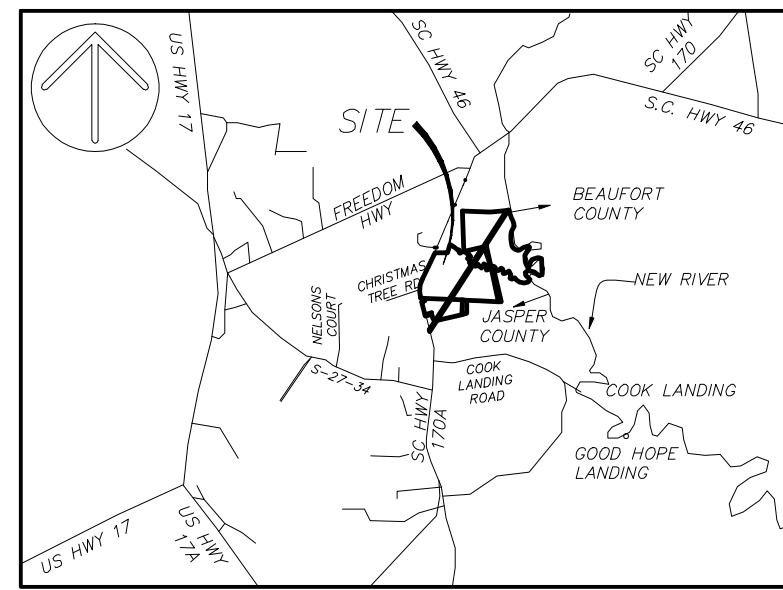 US HWY 17
SC HWY 46
SC HWY
170
S.C. HWY 46
SITE
FREEDOM
HWY
BEAUFORT
COUNTY
CHRISTMAS
TREE RD
NEW RIVER
NELSONS
COURT
JASPER
COUNTY
S-27-34
COOK
LANDING
ROAD
COOK LANDING
SC HWY
170A
GOOD HOPE
LANDING
US HWY 17
US HWY
17A